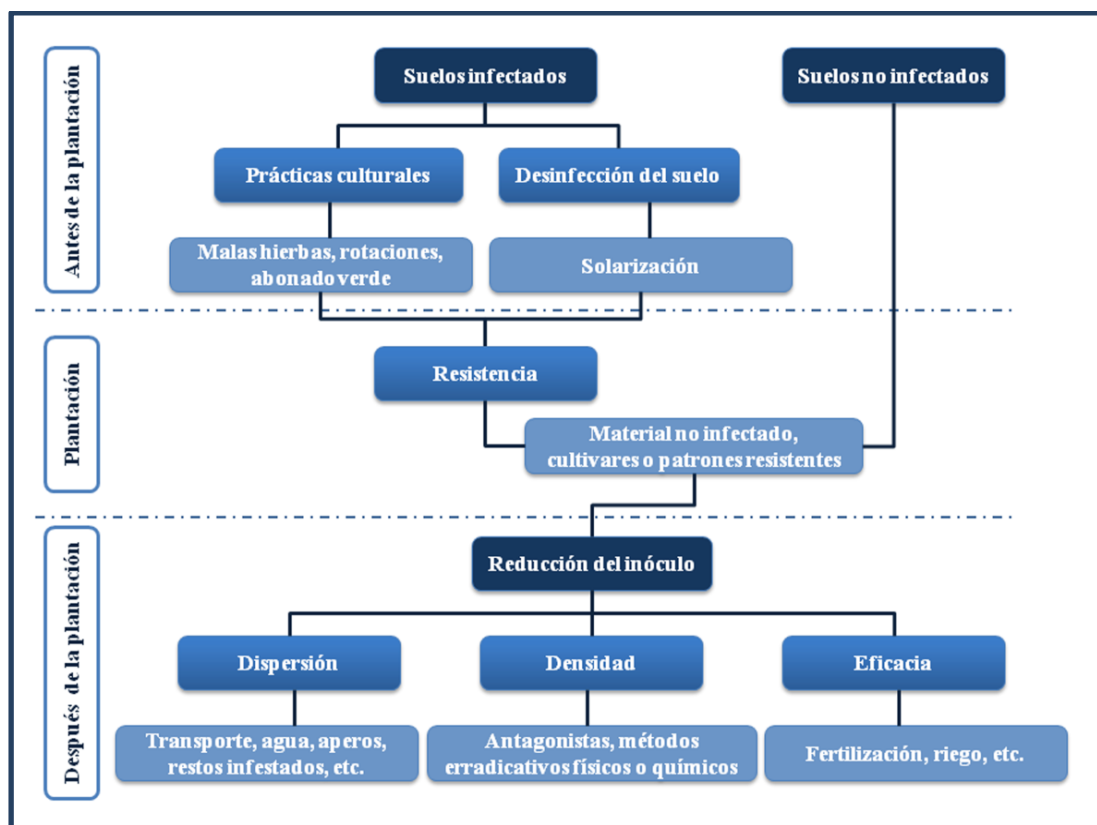 Antes de la plantación
Suelos infectados
Suelos no infectados
Prácticas culturales
Desinfección del suelo
Malas hierbas, rotaciones,
abonado verde
Solarización
Plantación
Resistencia
Material no infectado,
cultivares o patrones resistentes
Después de la plantación
Reducción del inóculo
Dispersión
Densidad
Eficacia
Transporte, agua, aperos,
restos infestados, etc.
Antagonistas, métodos
erradicativos físicos o químicos
Fertilización, riego, etc.